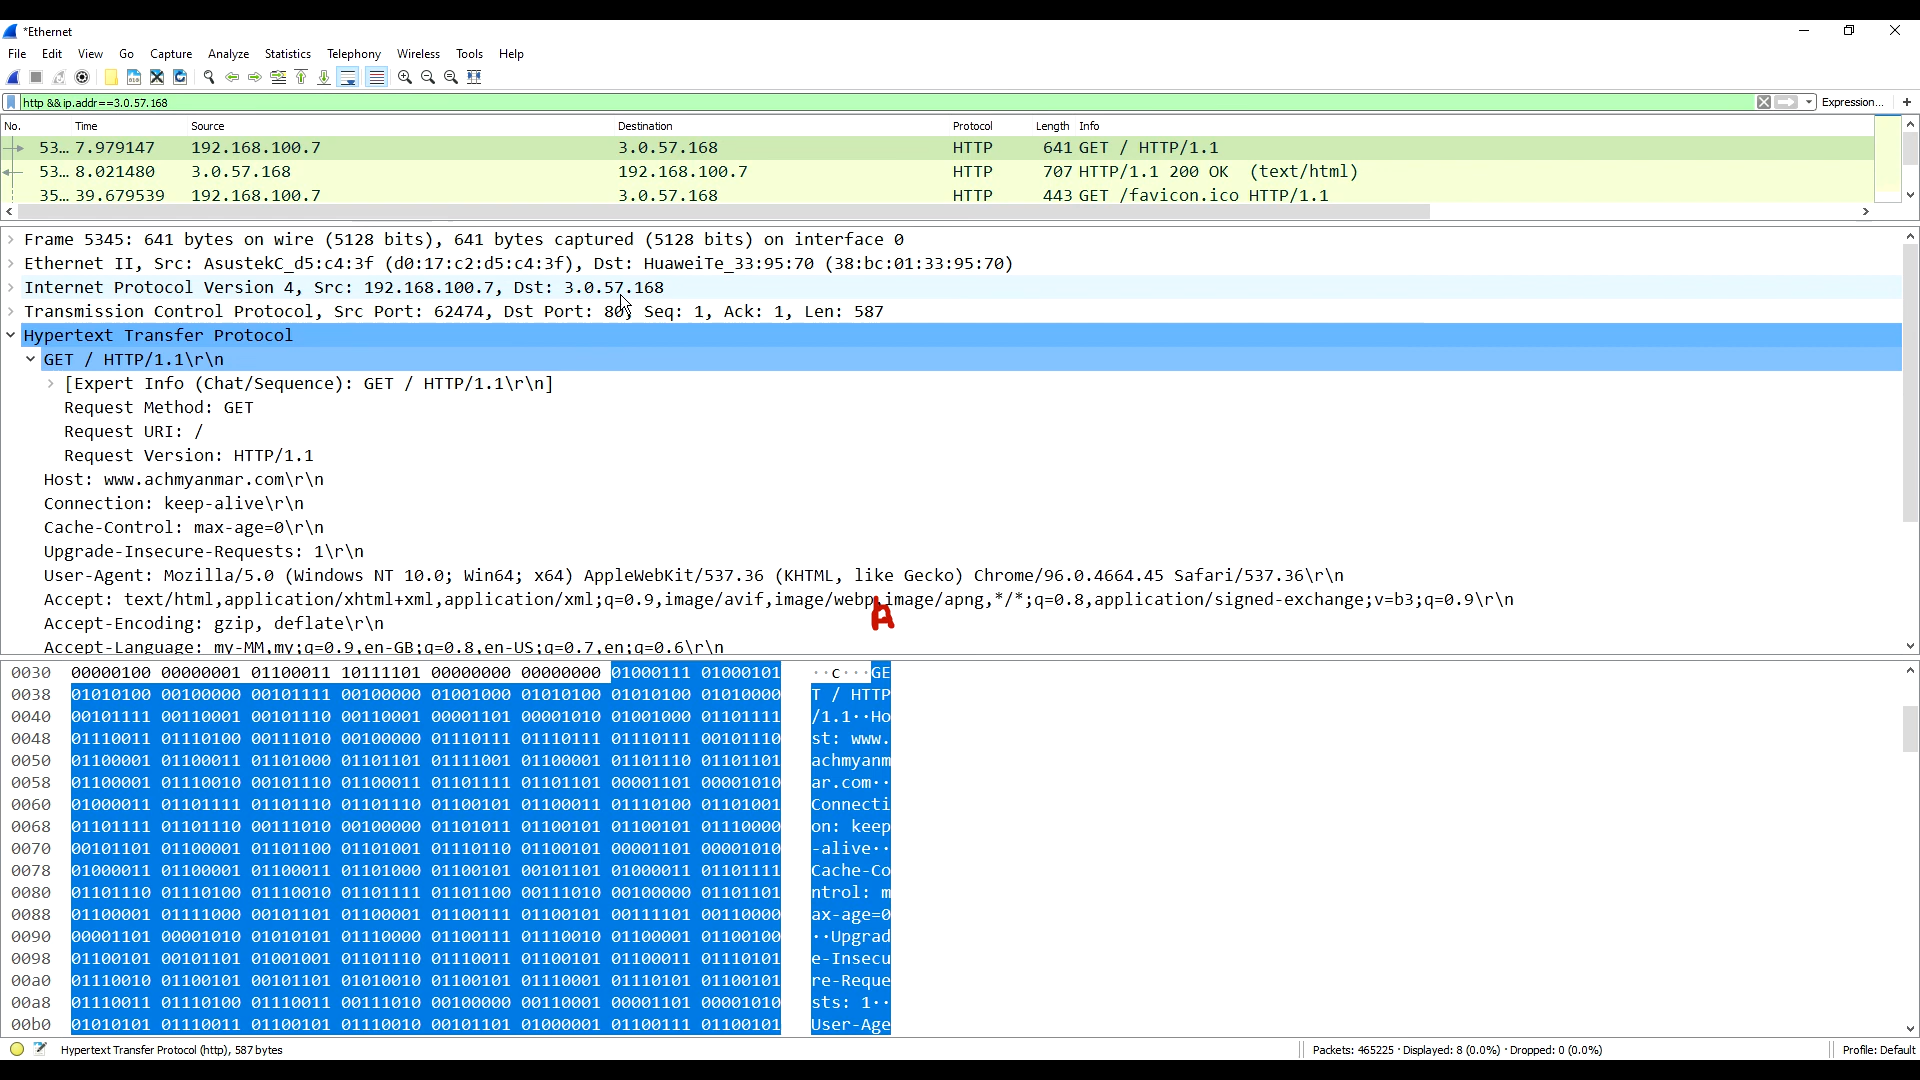 *Ethernet
File Edit View Go Capture Analyze Statistics Telephony Wireless Tools Help
http && ip.addr==3.0.57.168 Expression... +
No. Time Source Destination Protocol Length Info
53... 7.979147 192.168.100.7 3.0.57.168 HTTP 641 GET / HTTP/1.1
53... 8.021480 3.0.57.168 192.168.100.7 HTTP 707 HTTP/1.1 200 OK (text/html)
35... 39.679539 192.168.100.7 3.0.57.168 HTTP 443 GET /favicon.ico HTTP/1.1
Frame 5345: 641 bytes on wire (5128 bits), 641 bytes captured (5128 bits) on interface 0
Ethernet II, Src: AsustekC_d5:c4:3f (d0:17:c2:d5:c4:3f), Dst: HuaweiTe_33:95:70 (38:bc:01:33:95:70)
Internet Protocol Version 4, Src: 192.168.100.7, Dst: 3.0.57.168
Transmission Control Protocol, Src Port: 62474, Dst Port: 80, Seq: 1, Ack: 1, Len: 587
Hypertext Transfer Protocol
GET / HTTP/1.1\r\n
[Expert Info (Chat/Sequence): GET / HTTP/1.1\r\n]
Request Method: GET
Request URI: /
Request Version: HTTP/1.1
Host: www.achmyanmar.com\r\n
Connection: keep-alive\r\n
Cache-Control: max-age=0\r\n
Upgrade-Insecure-Requests: 1\r\n
User-Agent: Mozilla/5.0 (Windows NT 10.0; Win64; x64) AppleWebKit/537.36 (KHTML, like Gecko) Chrome/96.0.4664.45 Safari/537.36\r\n
Accept: text/html,application/xhtml+xml,application/xml;q=0.9,image/avif,image/webp,image/apng,*/*;q=0.8,application/signed-exchange;v=b3;q=0.9\r\n
A
Accept-Encoding: gzip, deflate\r\n
Accept-Language: my-MM,my;q=0.9,en-GB;q=0.8,en-US;q=0.7,en;q=0.6\r\n
0030 00000100 00000001 01100011 10111101 00000000 00000000 01000111 01000101 ··c···GE
0038 01010100 00100000 00101111 00100000 01001000 01010100 01010100 01010000 T / HTTP
0040 00101111 00110001 00101110 00110001 00001101 00001010 01001000 01101111 /1.1··Ho
0048 01110011 01110100 00111010 00100000 01110111 01110111 01110111 00101110 st: www.
0050 01100001 01100011 01101000 01101101 01111001 01100001 01101110 01101101 achmyanm
0058 01100001 01110010 00101110 01100011 01101111 01101101 00001101 00001010 ar.com··
0060 01000011 01101111 01101110 01101110 01100101 01100011 01110100 01101001 Connecti
0068 01101111 01101110 00111010 00100000 01101011 01100101 01100101 01110000 on: keep
0070 00101101 01100001 01101100 01101001 01110110 01100101 00001101 00001010 -alive··
0078 01000011 01100001 01100011 01101000 01100101 00101101 01000011 01101111 Cache-Co
0080 01101110 01110100 01110010 01101111 01101100 00111010 00100000 01101101 ntrol: m
0088 01100001 01111000 00101101 01100001 01100111 01100101 00111101 00110000 ax-age=0
0090 00001101 00001010 01010101 01110000 01100111 01110010 01100001 01100100 ··Upgrad
0098 01100101 00101101 01001001 01101110 01110011 01100101 01100011 01110101 e-Insecu
00a0 01110010 01100101 00101101 01010010 01100101 01110001 01110101 01100101 re-Reque
00a8 01110011 01110100 01110011 00111010 00100000 00110001 00001101 00001010 sts: 1··
00b0 01010101 01110011 01100101 01110010 00101101 01000001 01100111 01100101 User-Age
Hypertext Transfer Protocol (http), 587 bytes Packets: 465225 · Displayed: 8 (0.0%) · Dropped: 0 (0.0%) Profile: Default